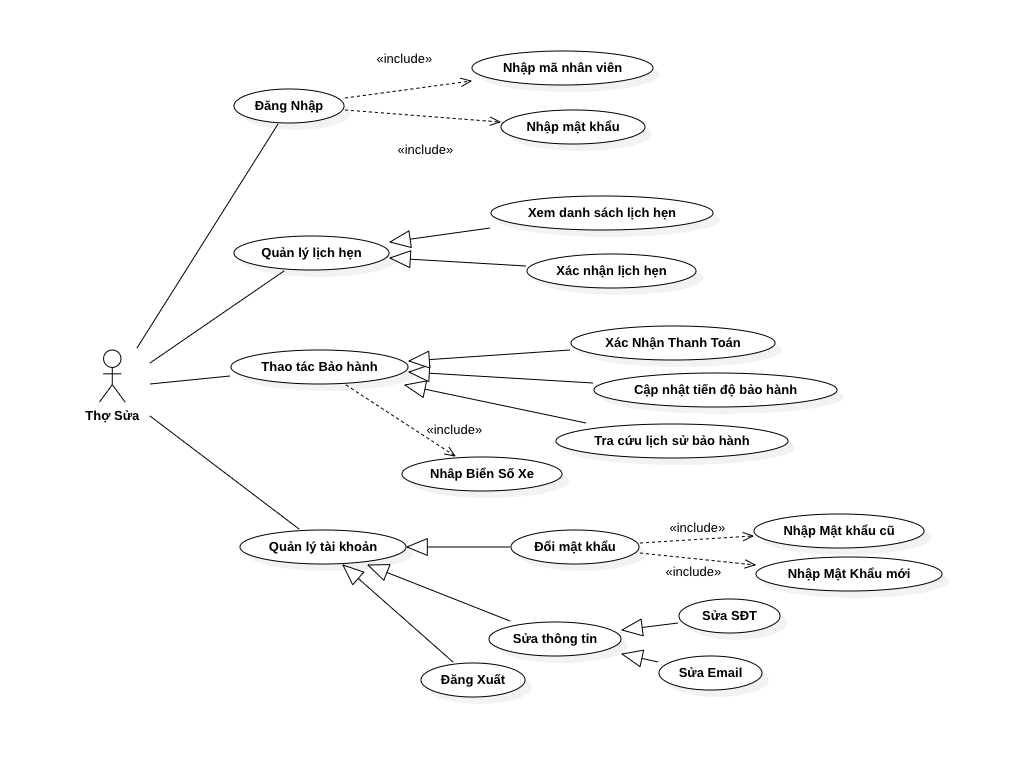 «include»
Nhập mã nhân viên
Đăng Nhập
Nhập mật khẩu
«include»
Xem danh sách lịch hẹn
Quản lý lịch hẹn
Xác nhận lịch hẹn
Xác Nhận Thanh Toán
Thao tác Bảo hành
Cập nhật tiến độ bảo hành
Thợ Sửa
«include»
Tra cứu lịch sử bảo hành
Nhâp Biển Số Xe
«include»
Nhập Mật khẩu cũ
Quản lý tài khoản
Đổi mật khẩu
«include»
Nhập Mật Khẩu mới
Sửa SĐT
Sửa thông tin
Sửa Email
Đăng Xuất